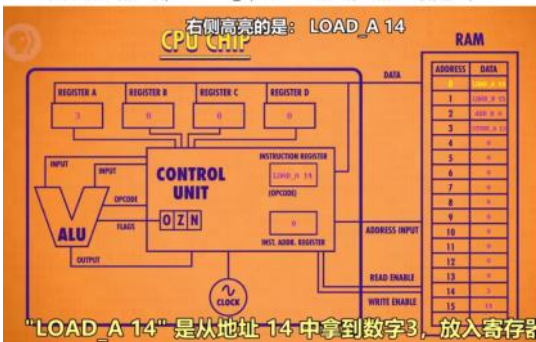 右侧高亮的是： LOAD_A 14
CPU CHIP
RAM
DATA
ADDRESS DATA
REGISTER A
REGISTER B
REGISTER C
REGISTER D
3
0
0
0
0
1 LOAD_B 15
2 ADD B A
3 STORE_A 13
4 0
5 0
6 0
7 0
8 0
9 0
10 0
11 0
12 0
13 0
14 3
15 14
INPUT
INPUT
CONTROL
UNIT
INSTRUCTION REGISTER
LOAD_A 14
(OPCODE)
OPCODE
FLAGS
O Z N
0
INST. ADDR. REGISTER
ALU
OUTPUT
ADDRESS INPUT
READ ENABLE
WRITE ENABLE
CLOCK
"LOAD_A 14" 是从地址 14 中拿到数字3，放入寄存器